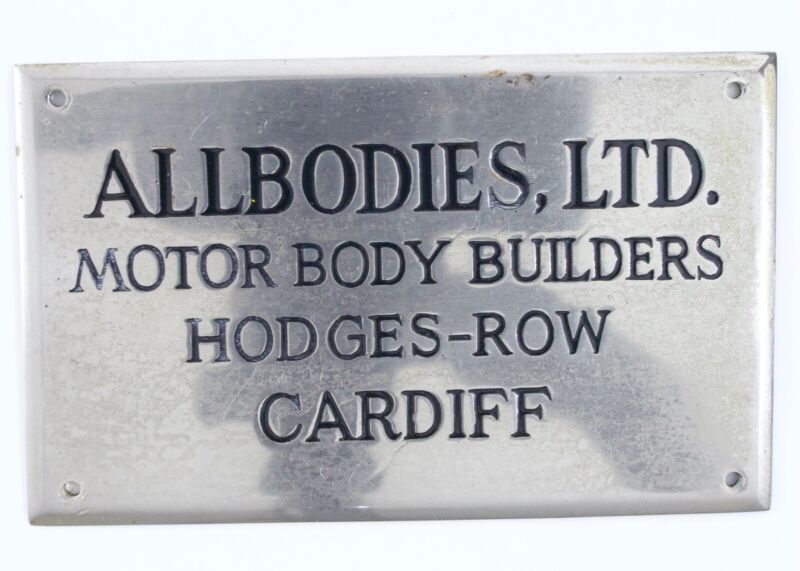 ALLBODIES, LTD.
MOTOR BODY BUILDERS
HODGES-ROW
CARDIFF